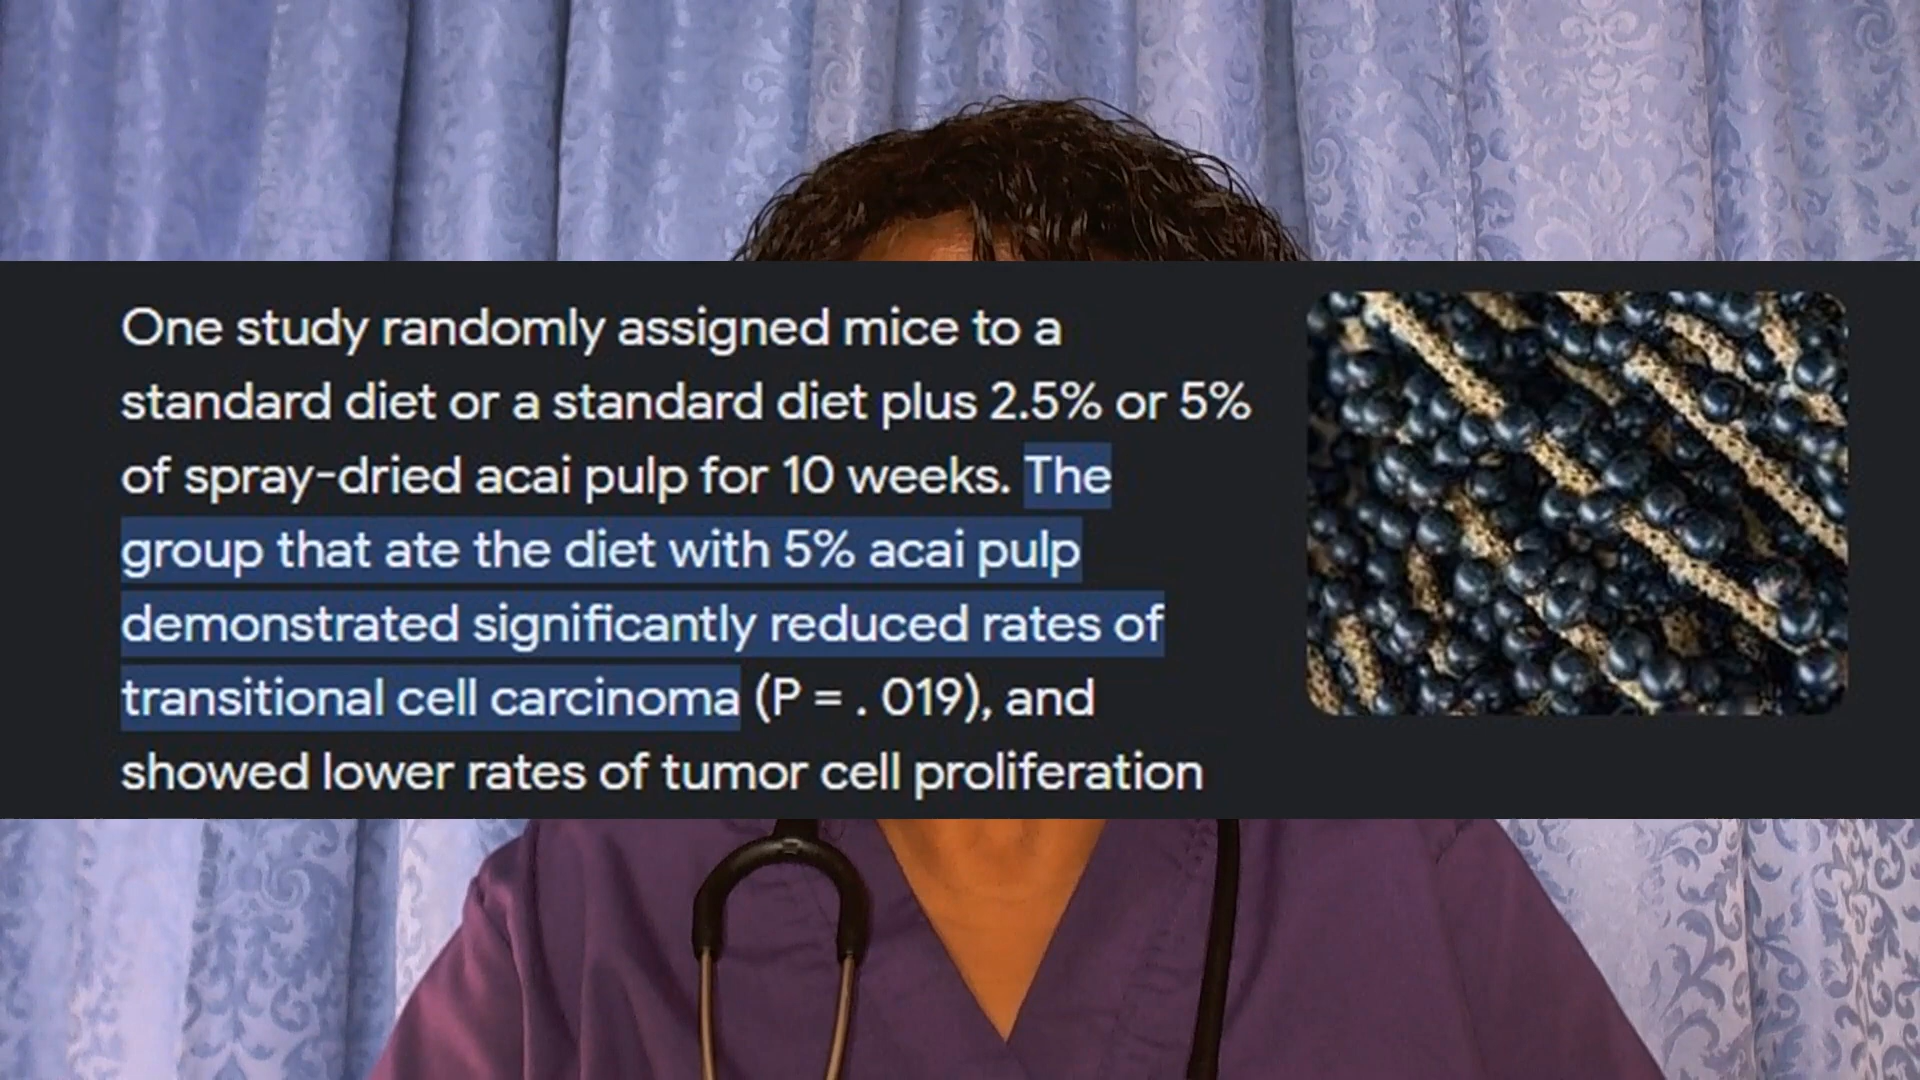 One study randomly assigned mice to a
standard diet or a standard diet plus 2.5% or 5%
of spray-dried acai pulp for 10 weeks. The
group that ate the diet with 5% acai pulp
demonstrated significantly reduced rates of
transitional cell carcinoma (P = . 019), and
showed lower rates of tumor cell proliferation